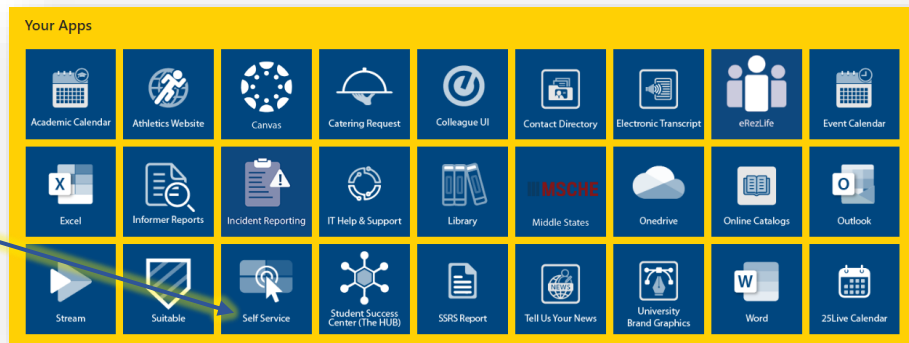 Your Apps
Academic Calendar
Athletics Website
Canvas
Catering Request
Colleague UI
Contact Directory
Electronic Transcript
eRezLife
Event Calendar
X
Excel
Informer Reports
Incident Reporting
IT Help & Support
Library
MSCHE
Middle States
Onedrive
Online Catalogs
O
Outlook
Stream
Suitable
Self Service
Student Success
Center (The HUB)
SSRS Report
NEWS
Tell Us Your News
University
Brand Graphics
W
Word
25Live Calendar